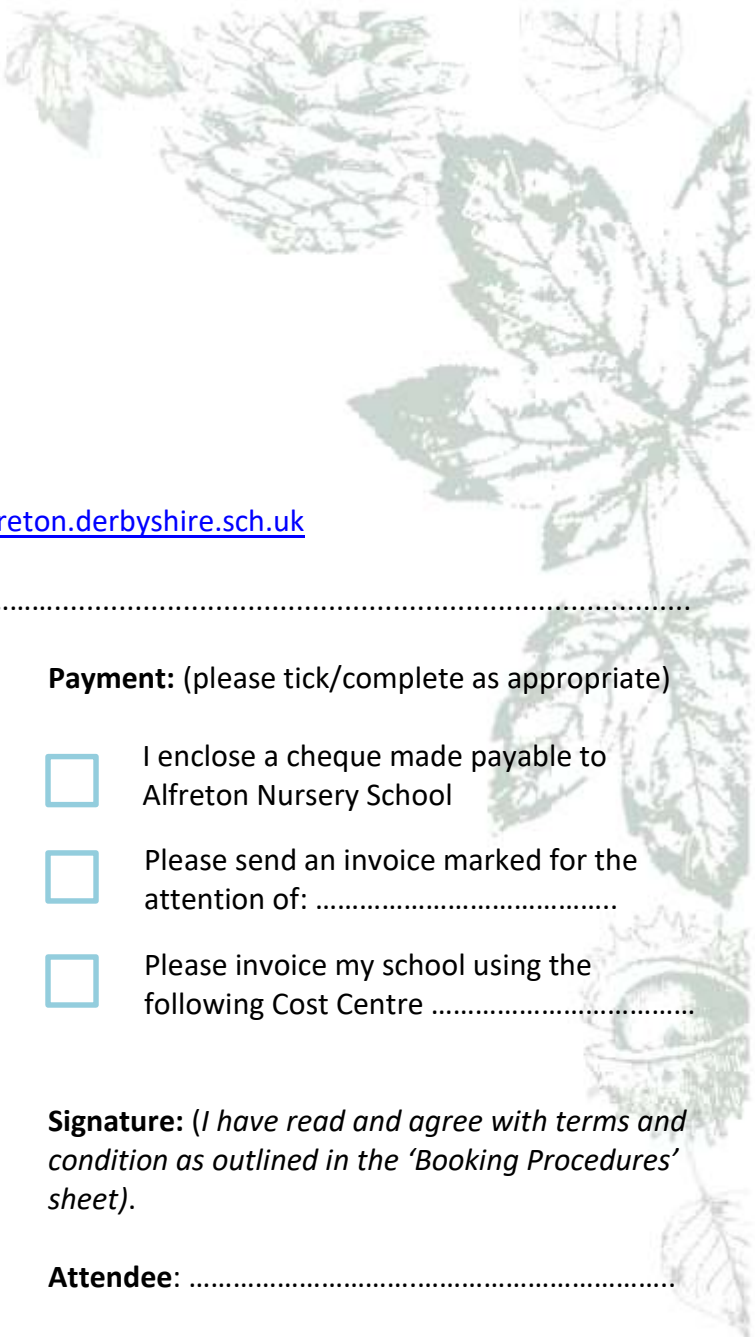 reton.derbyshire.sch.uk
................................................................................
Payment: (please tick/complete as appropriate)
I enclose a cheque made payable to
Alfreton Nursery School
Please send an invoice marked for the
attention of: ……………………………………..
Please invoice my school using the
following Cost Centre ………………………………
Signature: (I have read and agree with terms and
condition as outlined in the ‘Booking Procedures’
sheet).
Attendee: ………………………….……………………………..